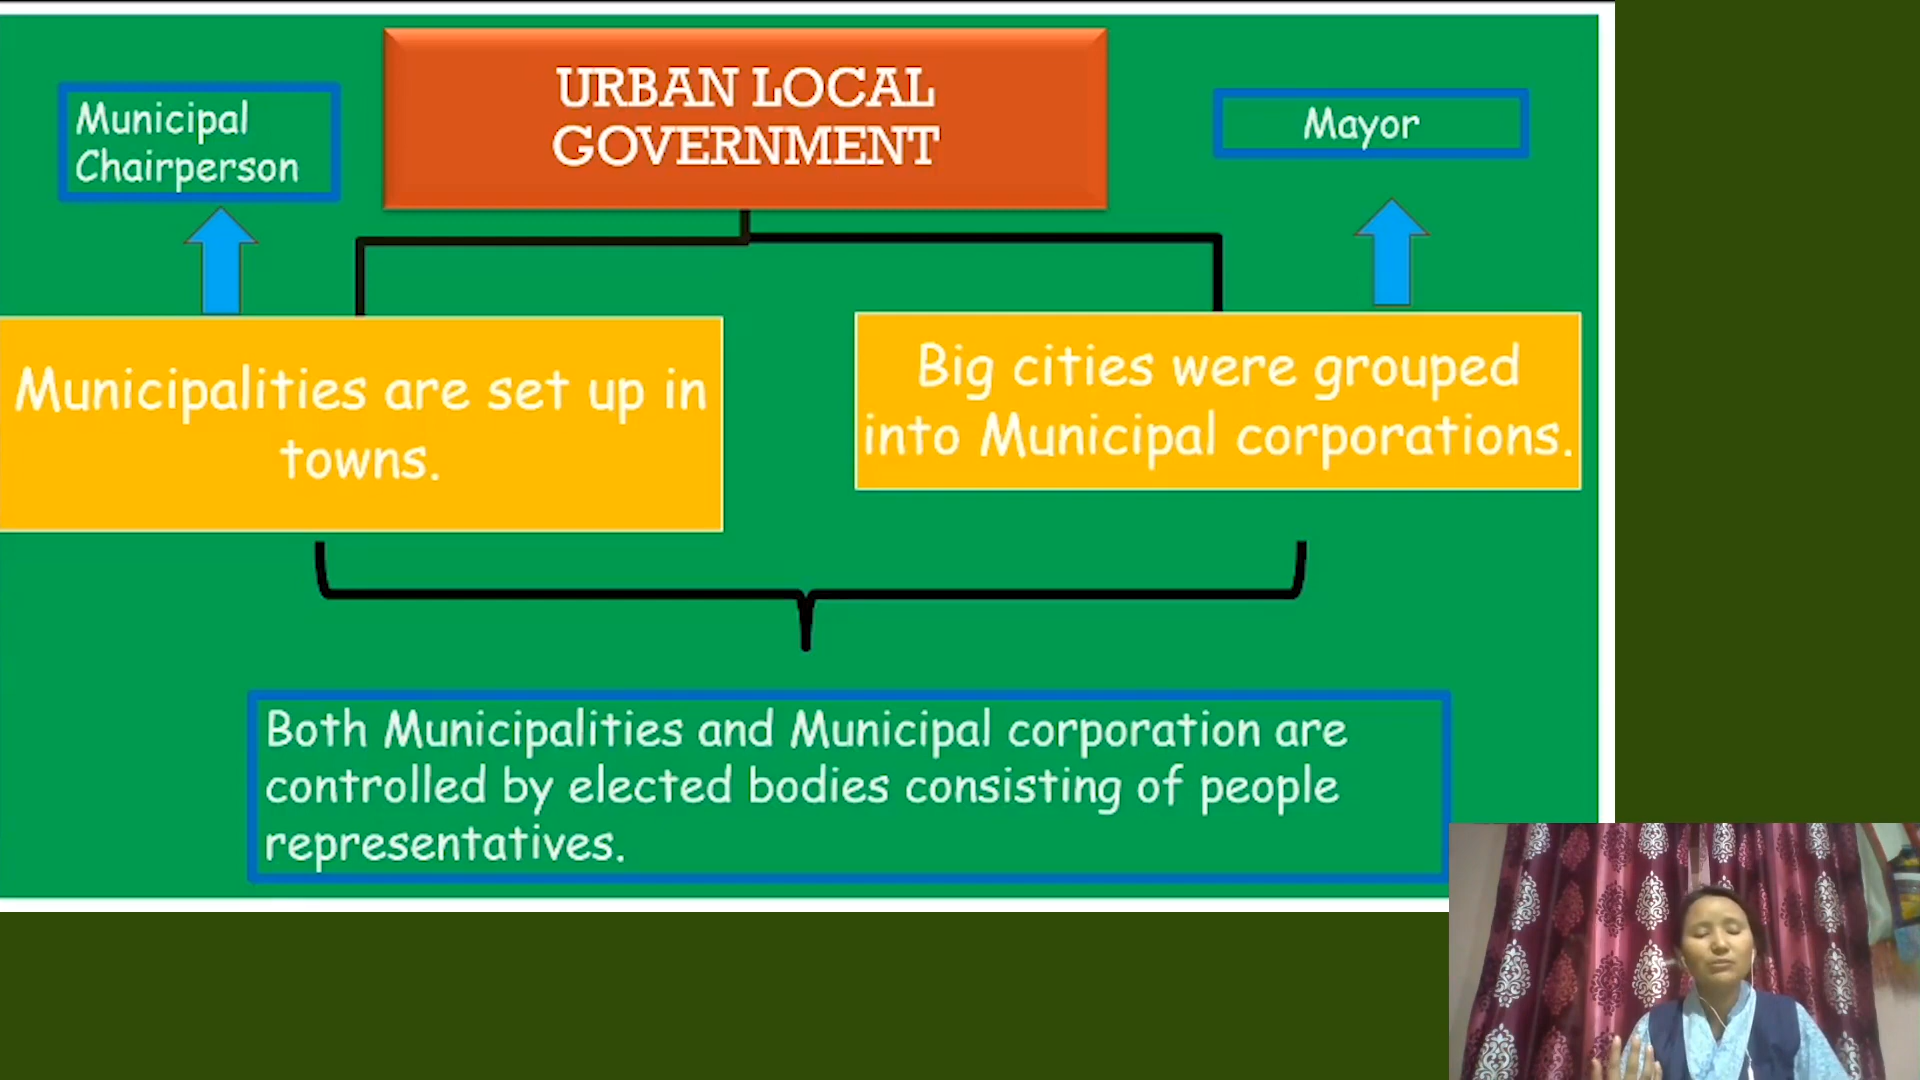 URBAN LOCAL
GOVERNMENT
Municipal
Chairperson
Mayor
Municipalities are set up in
towns.
Big cities were grouped
into Municipal corporations.
Both Municipalities and Municipal corporation are
controlled by elected bodies consisting of people
representatives.